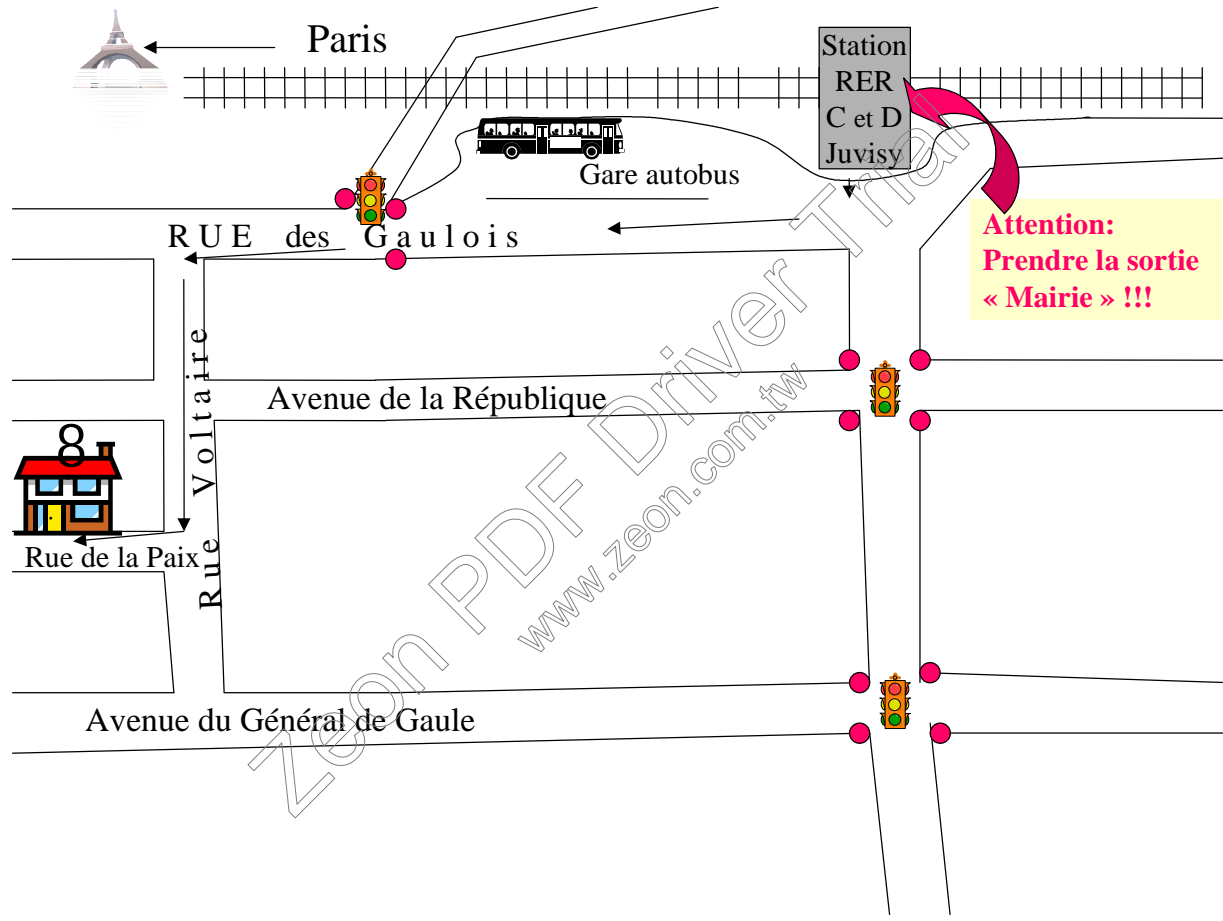 Paris
Station
RER
C et D
Juvisy
Gare autobus
Attention:
Prendre la sortie
« Mairie » !!!
RUE des Gaulois
Rue Voltaire
Avenue de la République
8
Rue de la Paix
Avenue du Général de Gaule
Zeon PDF Driver Trial
www.zeon.com.tw